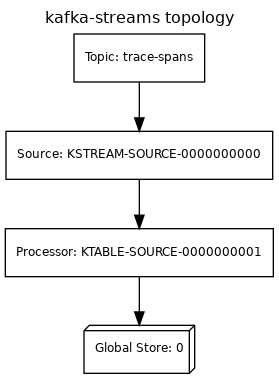 kafka-streams topology
Topic: trace-spans
Source: KSTREAM-SOURCE-0000000000
Processor: KTABLE-SOURCE-0000000001
Global Store: 0